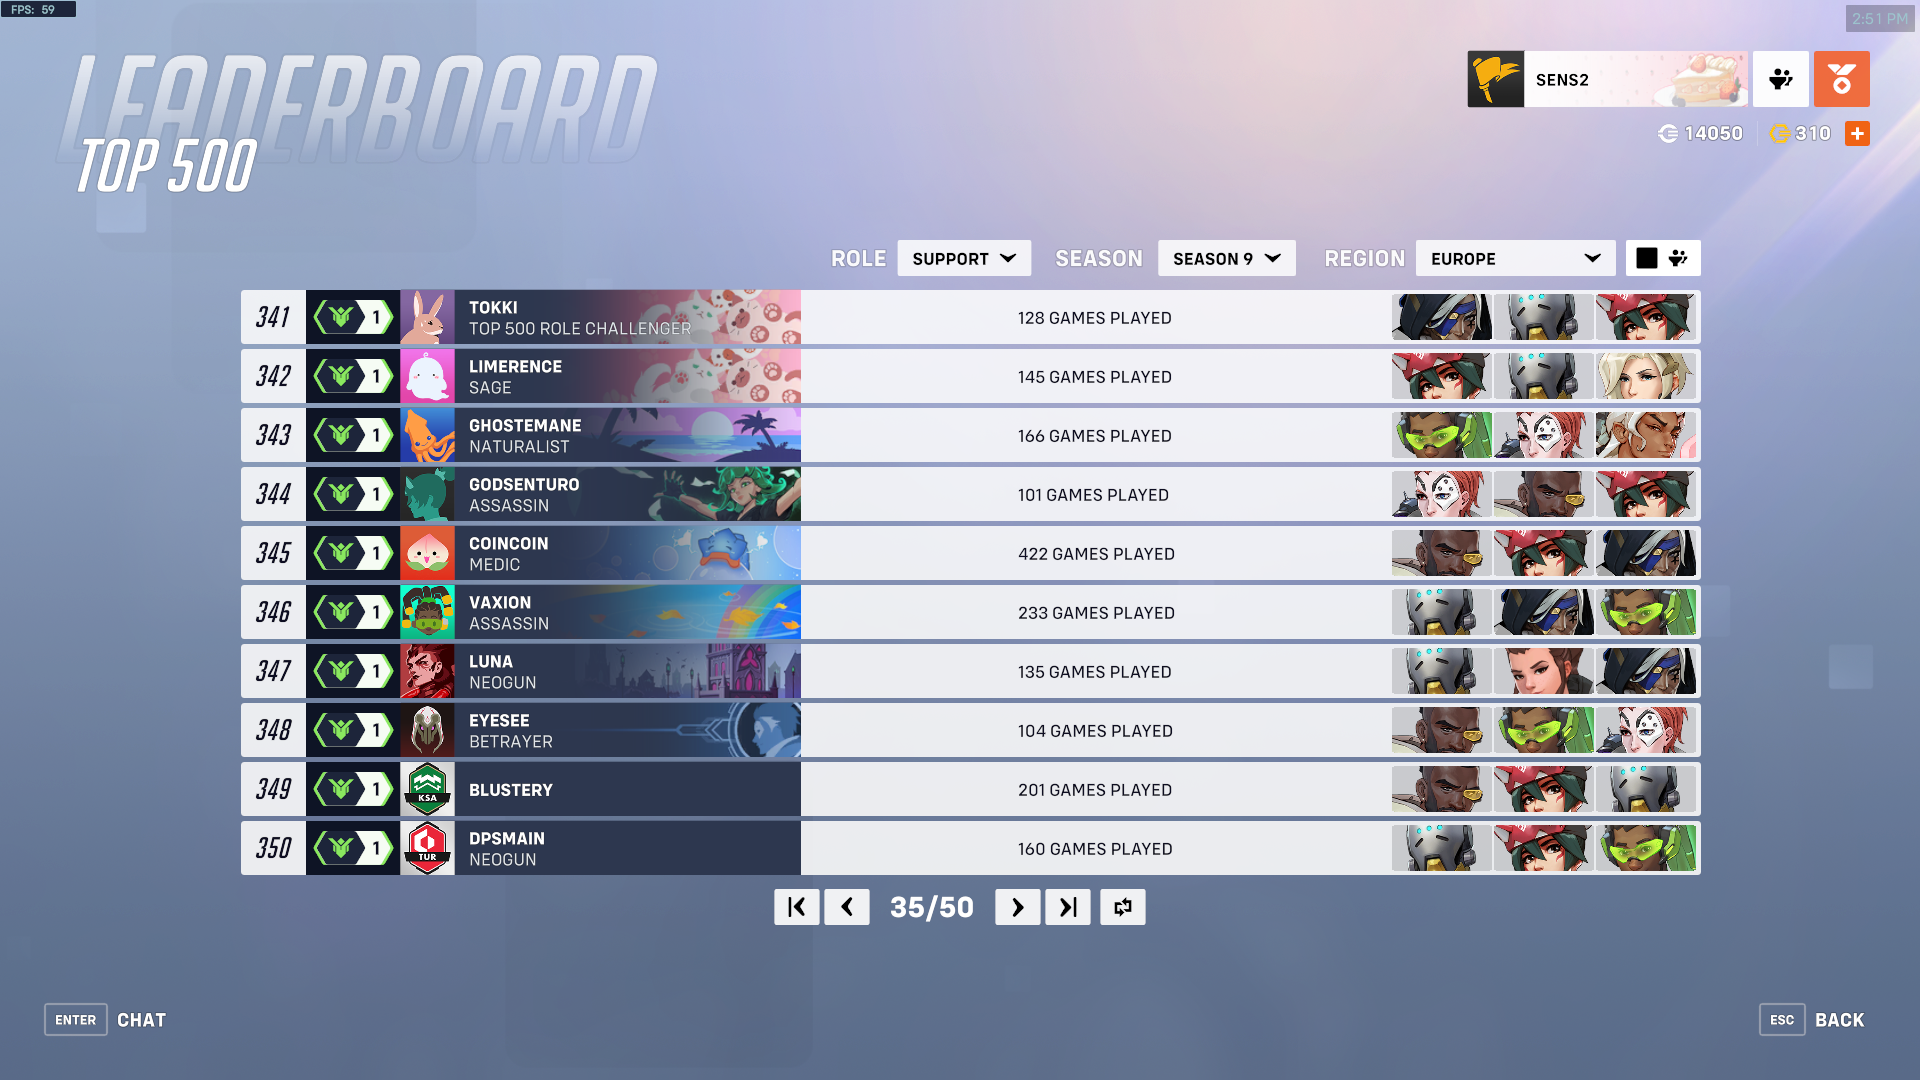 FPS: 59
2:51 PM
LEADERBOARD
TOP 500
SENS2
14050
310
ROLE
SUPPORT
SEASON
SEASON 9
REGION
EUROPE
341
1
TOKKI
TOP 500 ROLE CHALLENGER
128 GAMES PLAYED
342
1
LIMERENCE
SAGE
145 GAMES PLAYED
343
1
GHOSTEMANE
NATURALIST
166 GAMES PLAYED
344
1
GODSENTURO
ASSASSIN
101 GAMES PLAYED
345
1
COINCOIN
MEDIC
422 GAMES PLAYED
346
1
VAXION
ASSASSIN
233 GAMES PLAYED
347
1
LUNA
NEOGUN
135 GAMES PLAYED
348
1
EYESEE
BETRAYER
104 GAMES PLAYED
349
1
KSA
BLUSTERY
201 GAMES PLAYED
350
1
TUR
DPSMAIN
NEOGUN
160 GAMES PLAYED
35/50
ENTER
CHAT
ESC
BACK